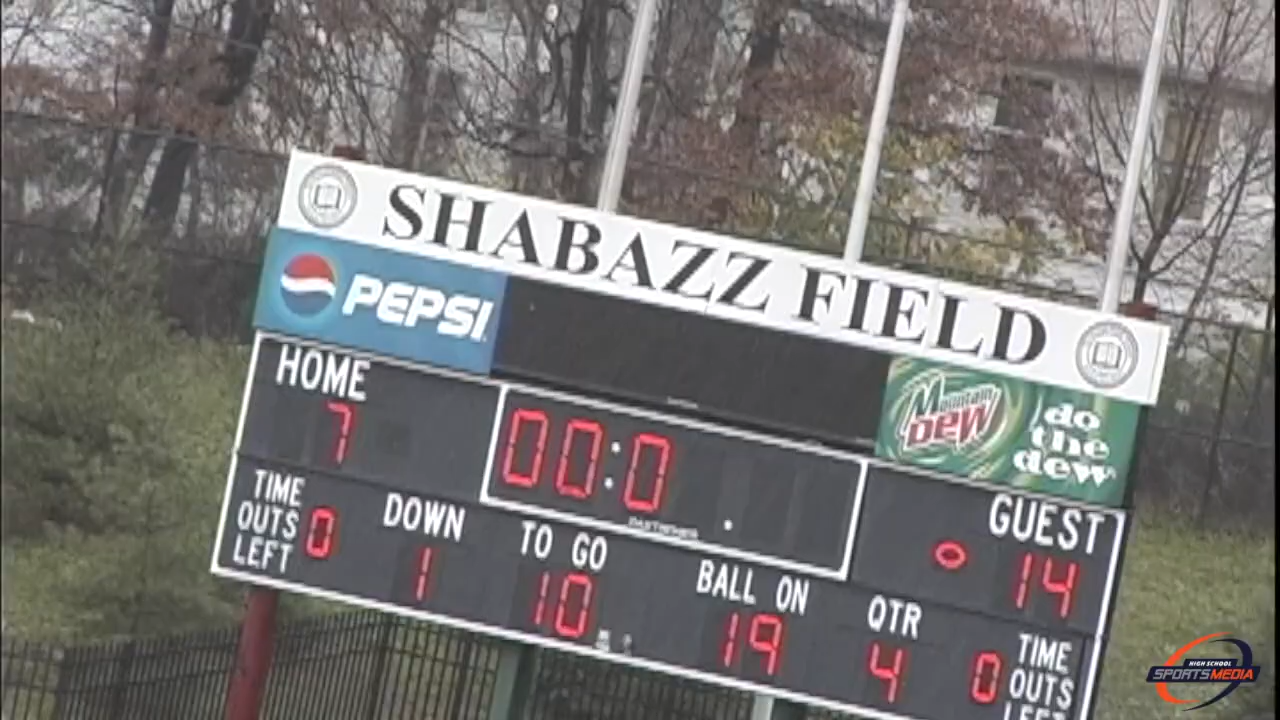 SHABAZZ FIELD
PEPSI
Mountain
Dew
do
the
dew
HOME
7
00:0
GUEST
14
TIME
OUTS
LEFT
0
DOWN
1
TO GO
10
BALL ON
19
QTR
4
0
TIME
OUTS
LEFT
HIGH SCHOOL
SPORTSMEDIA